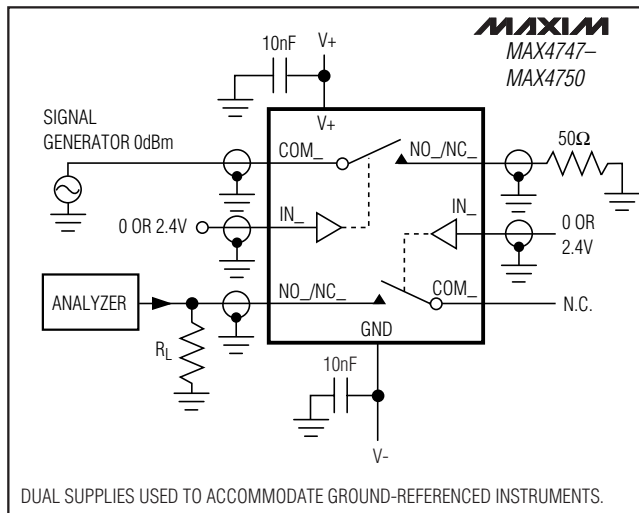 MAXIM
MAX4747–
MAX4750
10nF
V+
V+
SIGNAL
GENERATOR 0dBm
COM_
NO_/NC_
50Ω
0 OR 2.4V
IN_
IN_
0 OR
2.4V
ANALYZER
NO_/NC_
COM_
N.C.
GND
RL
10nF
V-
DUAL SUPPLIES USED TO ACCOMMODATE GROUND-REFERENCED INSTRUMENTS.